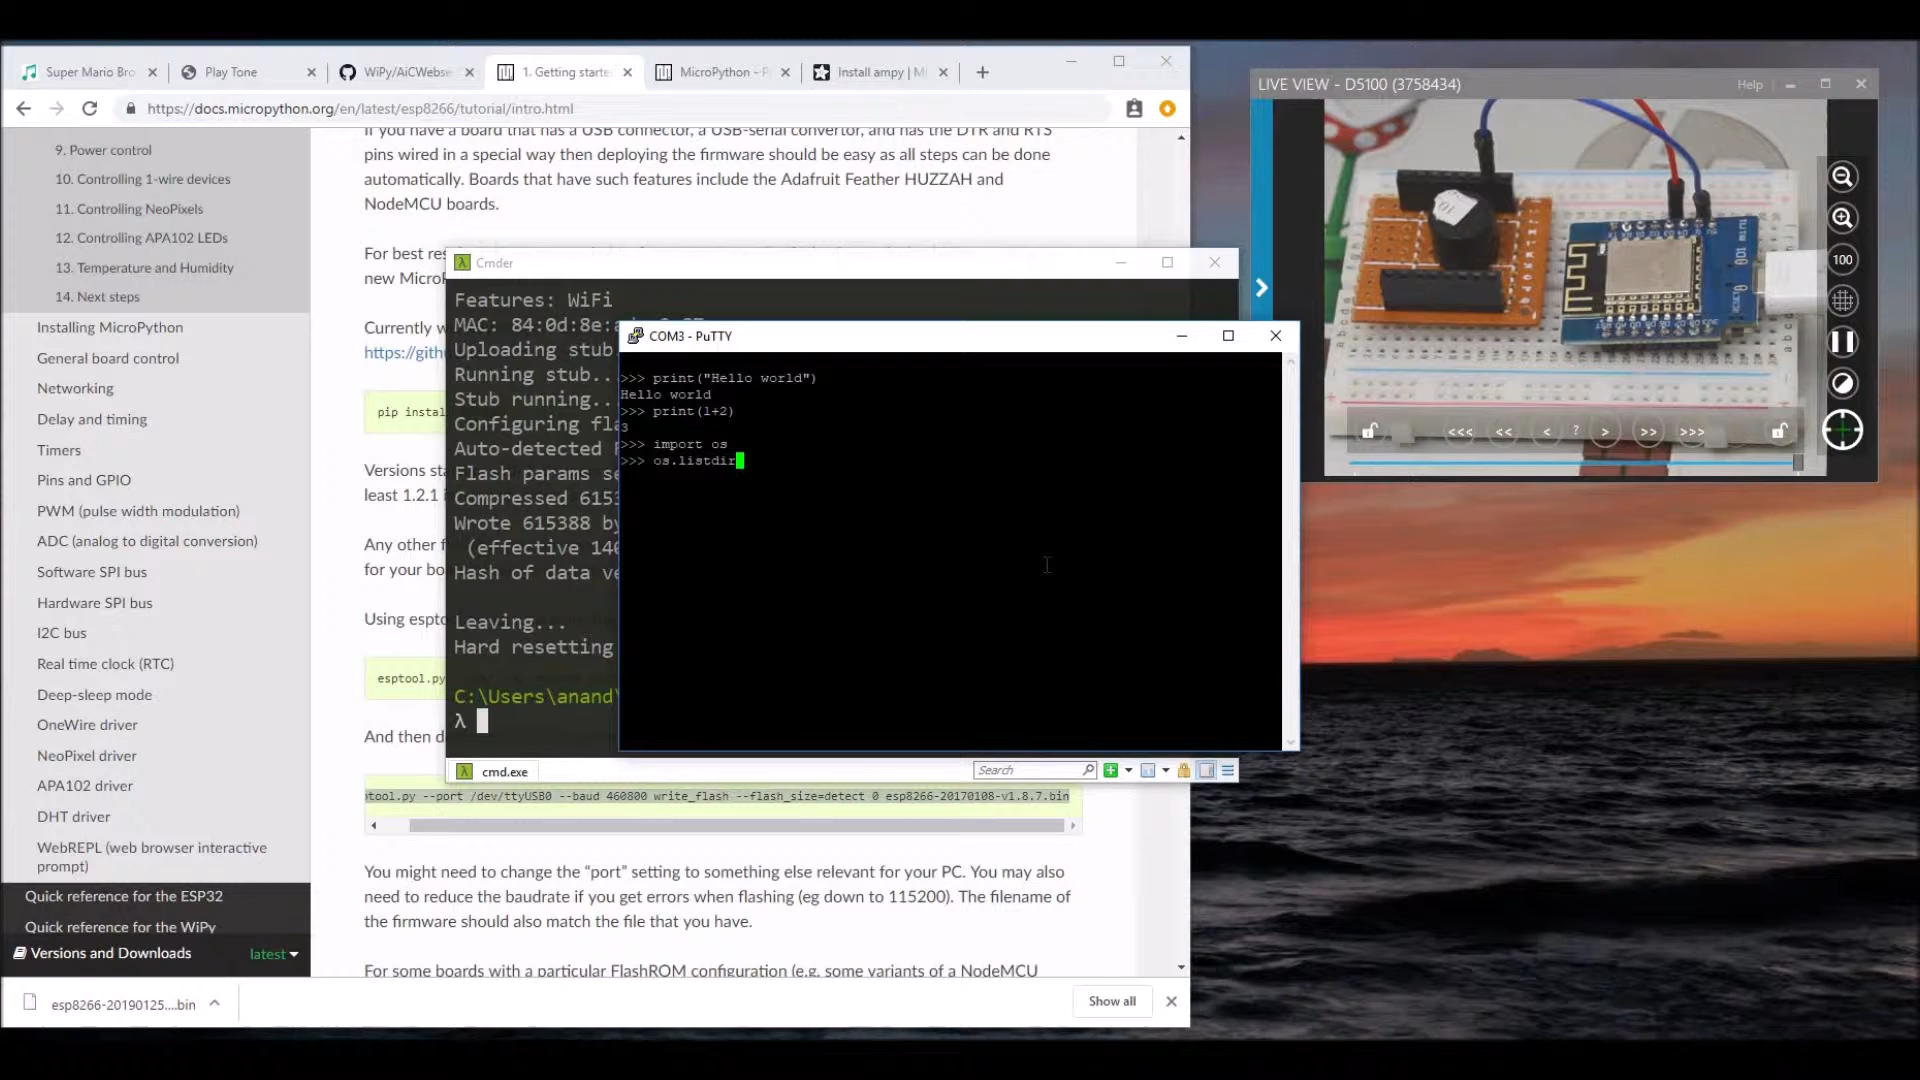 Super Mario Bro
Play Tone
WiPy/AiCWebse
1. Getting starte
MicroPython - P
Install ampy | M
https://docs.micropython.org/en/latest/esp8266/tutorial/intro.html
9. Power control
10. Controlling 1-wire devices
11. Controlling NeoPixels
12. Controlling APA102 LEDs
13. Temperature and Humidity
14. Next steps
Installing MicroPython
General board control
Networking
Delay and timing
Timers
Pins and GPIO
PWM (pulse width modulation)
ADC (analog to digital conversion)
Software SPI bus
Hardware SPI bus
I2C bus
Real time clock (RTC)
Deep-sleep mode
OneWire driver
NeoPixel driver
APA102 driver
DHT driver
WebREPL (web browser interactive
prompt)
Quick reference for the ESP32
Quick reference for the WiPy
Versions and Downloads
latest
If you have a board that has a USB connector, a USB-serial convertor, and has the DTR and RTS
pins wired in a special way then deploying the firmware should be easy as all steps can be done
automatically. Boards that have such features include the Adafruit Feather HUZZAH and
NodeMCU boards.
For best res
new MicroP
Currently w
https://gith
pip instal
Versions sta
least 1.2.1 i
Any other f
for your boa
Using espto
esptool.py
And then d
tool.py --port /dev/ttyUSB0 --baud 460800 write_flash --flash_size=detect 0 esp8266-20170108-v1.8.7.bin
You might need to change the “port” setting to something else relevant for your PC. You may also
need to reduce the baudrate if you get errors when flashing (eg down to 115200). The filename of
the firmware should also match the file that you have.
For some boards with a particular FlashROM configuration (e.g. some variants of a NodeMCU
esp8266-20190125....bin
Show all
Cmder
Features: WiFi
MAC: 84:0d:8e:a
Uploading stub.
Running stub...
Stub running...
Configuring fla
Auto-detected F
Flash params se
Compressed 6153
Wrote 615388 by
(effective 140
Hash of data ve
Leaving...
Hard resetting
C:\Users\anand\
λ
cmd.exe
Search
COM3 - PuTTY
>>> print("Hello world")
Hello world
>>> print(1+2)
3
>>> import os
>>> os.listdir
LIVE VIEW - D5100 (3758434)
Help
100
<<<
<<
<
?
>
>>
>>>
D1 mini